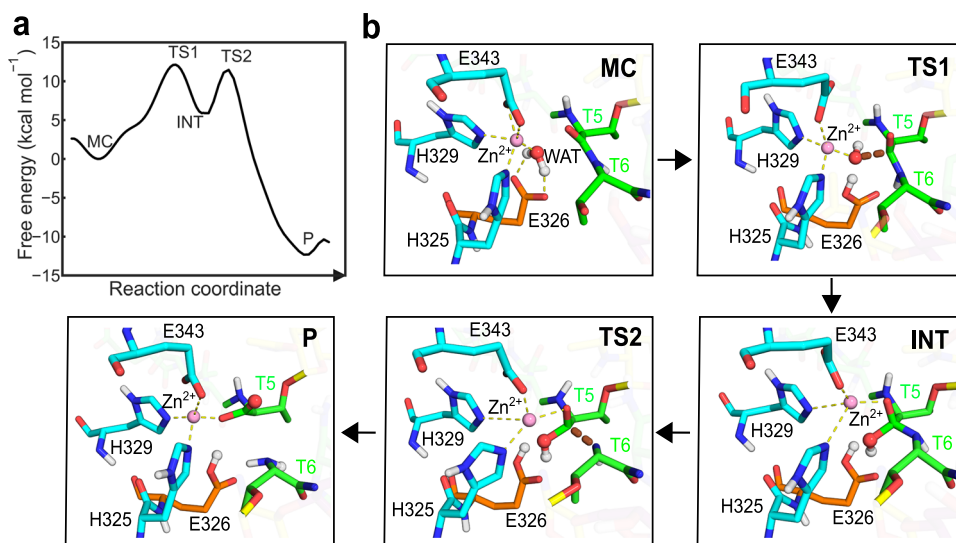 a
Free energy (kcal mol⁻¹)
15
10
5
0
−5
−10
−15
MC
TS1
INT
TS2
P
Reaction coordinate
b
MC
E343
H329
Zn²⁺
WAT
T5
T6
H325
E326
TS1
E343
H329
Zn²⁺
T5
T6
H325
E326
P
E343
Zn²⁺
T5
H329
T6
H325
E326
TS2
E343
Zn²⁺
T5
H329
T6
H325
E326
INT
E343
T5
Zn²⁺
H329
T6
H325
E326